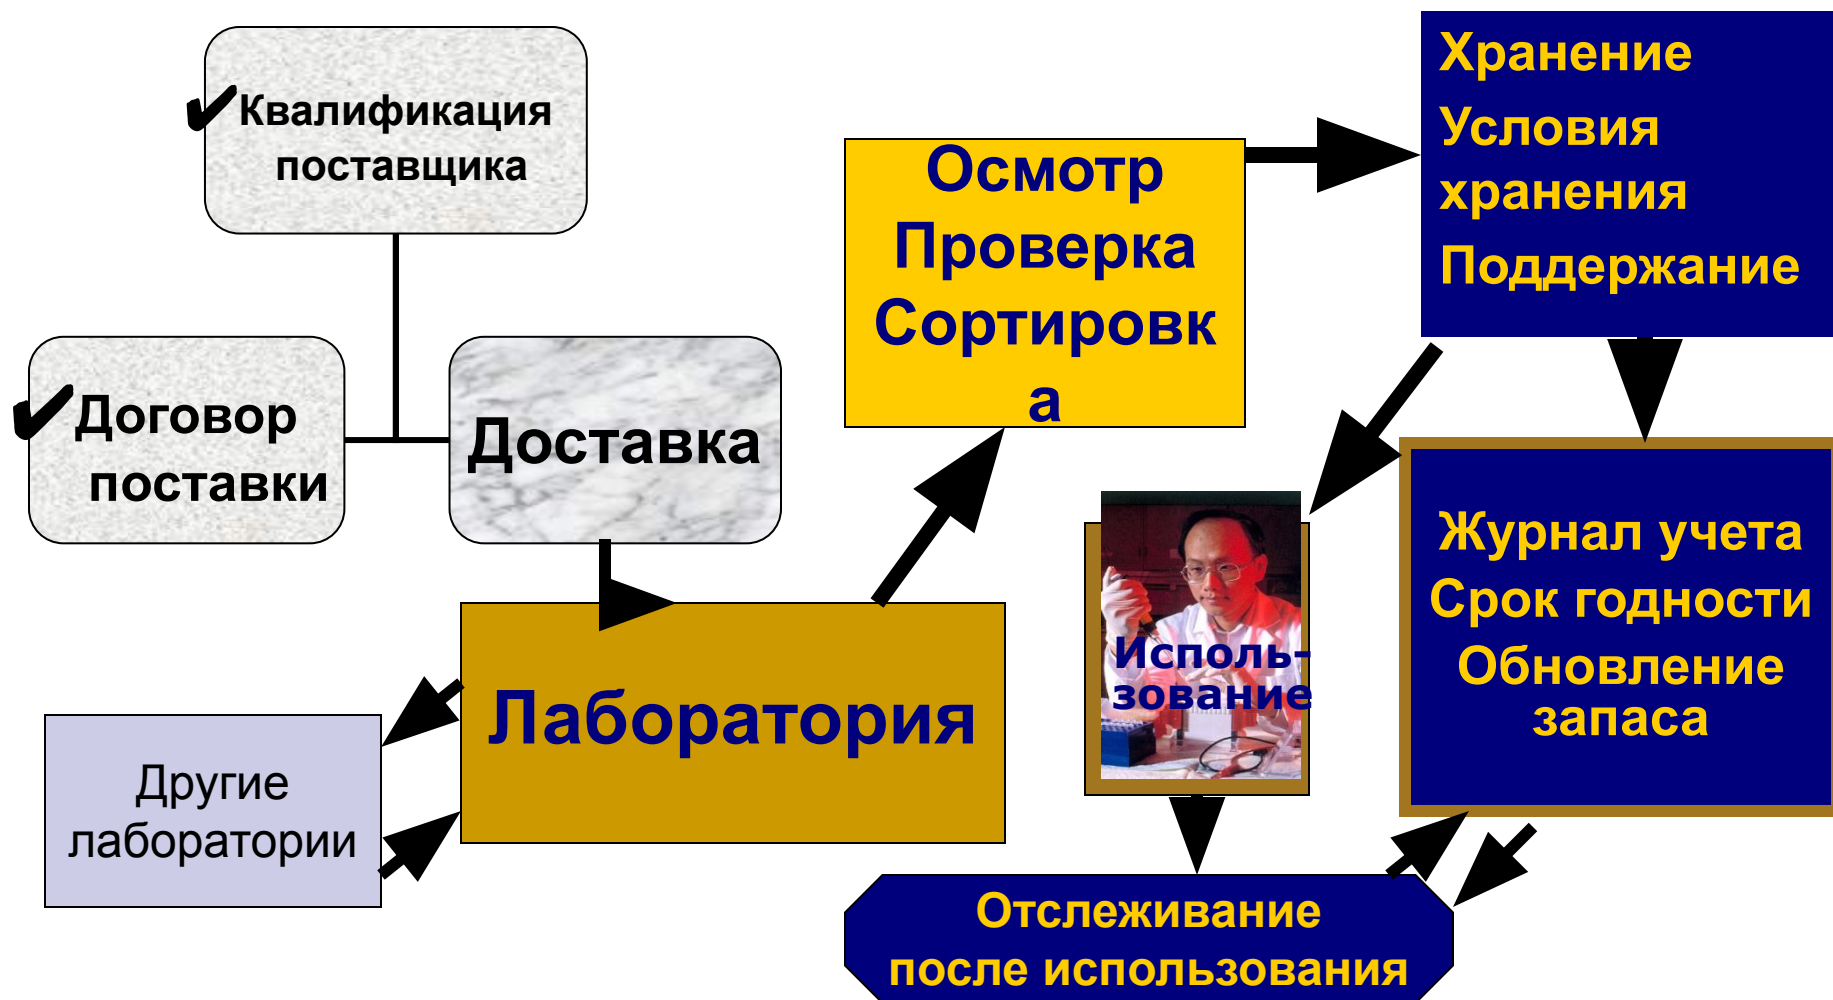 ✔Квалификация
поставщика
✔Договор
поставки
Доставка
Лаборатория
Другие
лаборатории
Осмотр
Проверка
Сортировк
а
Хранение
Условия
хранения
Поддержание
Исполь-
зование
Журнал учета
Срок годности
Обновление
запаса
Отслеживание
после использования